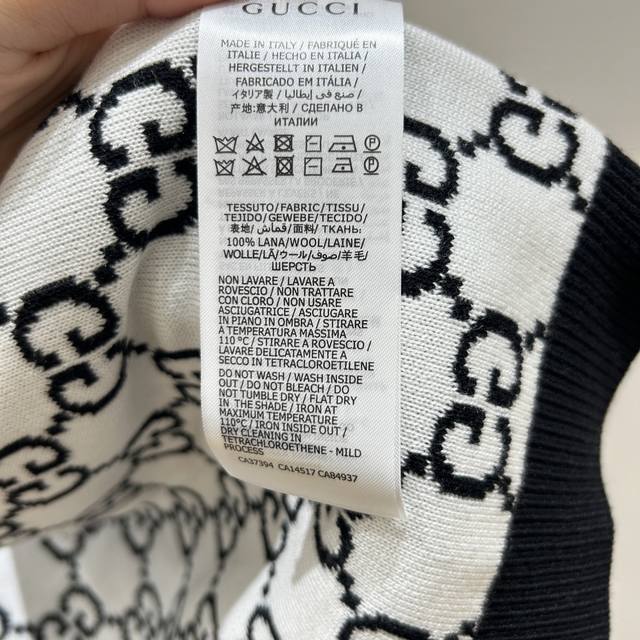 GUCCI
MADE IN ITALY / FABRIQUÉ EN
ITALIE / HECHO EN ITALIA /
HERGESTELLT IN ITALIEN /
FABRICADO EM ITÁLIA /
イタリア製 / صنع في إيطاليا /
产地:意大利 / СДЕЛАНО В
ИТАЛИИ
TESSUTO/FABRIC/TISSU/
TEJIDO/GEWEBE/TECIDO/
表地/قماش/面料/ТКАНЬ:
100% LANA/WOOL/LAINE/
WOLLE/LÃ/ウール/صوف/羊毛/
ШЕРСТЬ
NON LAVARE / LAVARE A
ROVESCIO / NON TRATTARE
CON CLORO / NON USARE
ASCIUGATRICE / ASCIUGARE
IN PIANO IN OMBRA / STIRARE
A TEMPERATURA MASSIMA
110 °C / STIRARE A ROVESCIO /
LAVARE DELICATAMENTE A
SECCO IN TETRACLOROETILENE
DO NOT WASH / WASH INSIDE
OUT / DO NOT BLEACH / DO
NOT TUMBLE DRY / FLAT DRY
IN THE SHADE / IRON AT
MAXIMUM TEMPERATURE
110°C / IRON INSIDE OUT /
DRY CLEANING IN
TETRACHLOROETHENE - MILD
PROCESS
CA37394 CA14517 CA84937